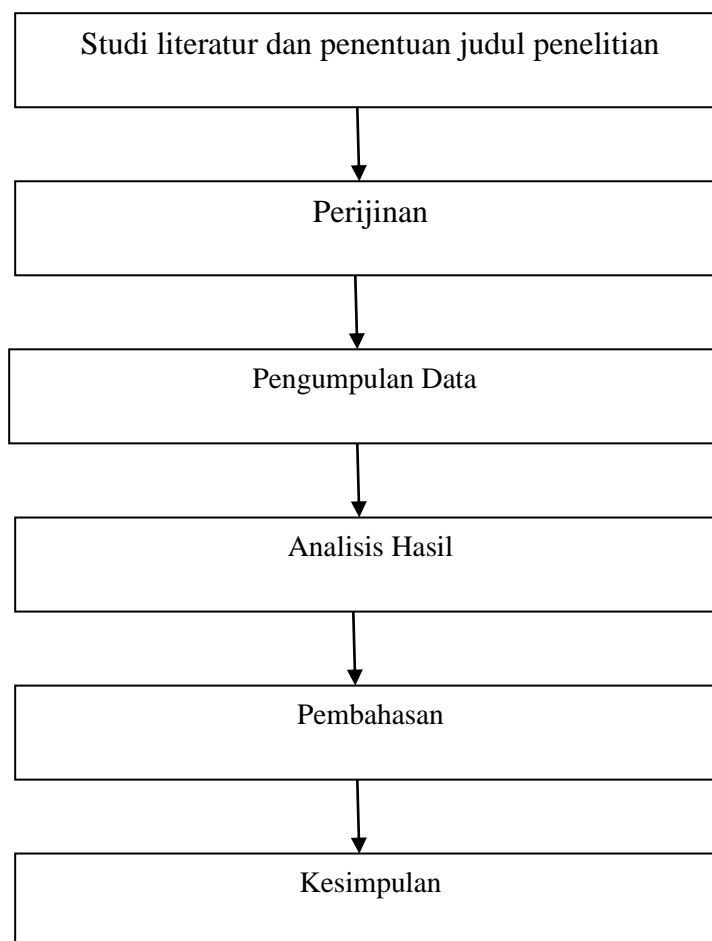 Studi literatur dan penentuan judul penelitian
Perijinan
Pengumpulan Data
Analisis Hasil
Pembahasan
Kesimpulan